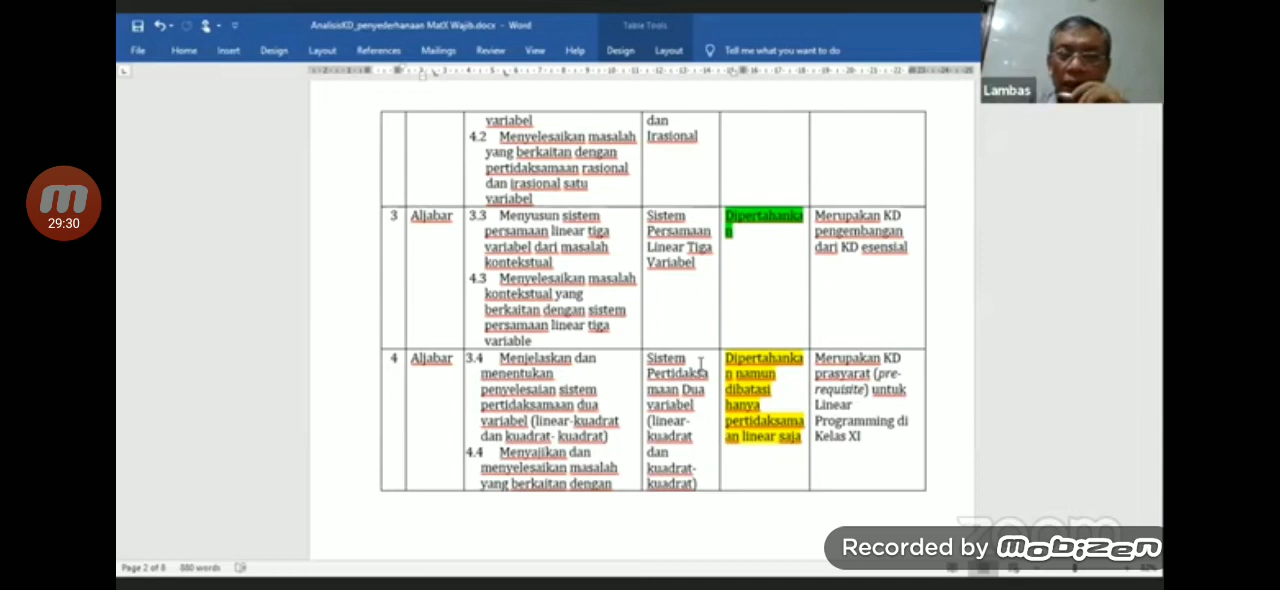 AnalisisKD_penyederhanaan MatX Wajib.docx - Word
Table Tools
File Home Insert Design Layout References Mailings Review View Help Design Layout Tell me what you want to do
Lambas
29:30
variabel
4.2 Menyelesaikan masalah
yang berkaitan dengan
pertidaksamaan rasional
dan irasional satu
variabel
dan
Irasional
3
Aljabar
3.3 Menyusun sistem
persamaan linear tiga
variabel dari masalah
kontekstual
4.3 Menyelesaikan masalah
kontekstual yang
berkaitan dengan sistem
persamaan linear tiga
variable
Sistem
Persamaan
Linear Tiga
Variabel
Dipertahanka
n
Merupakan KD
pengembangan
dari KD esensial
4
Aljabar
3.4 Menjelaskan dan
menentukan
penyelesaian sistem
pertidaksamaan dua
variabel (linear-kuadrat
dan kuadrat- kuadrat)
4.4 Menyajikan dan
menyelesaikan masalah
yang berkaitan dengan
Sistem
Pertidaksa
maan Dua
variabel
(linear-
kuadrat
dan
kuadrat-
kuadrat)
Dipertahanka
n namun
dibatasi
hanya
pertidaksama
an linear saja
Merupakan KD
prasyarat (pre-
requisite) untuk
Linear
Programming di
Kelas XI
zoom
Recorded by mobizen
Page 2 of 8 880 words